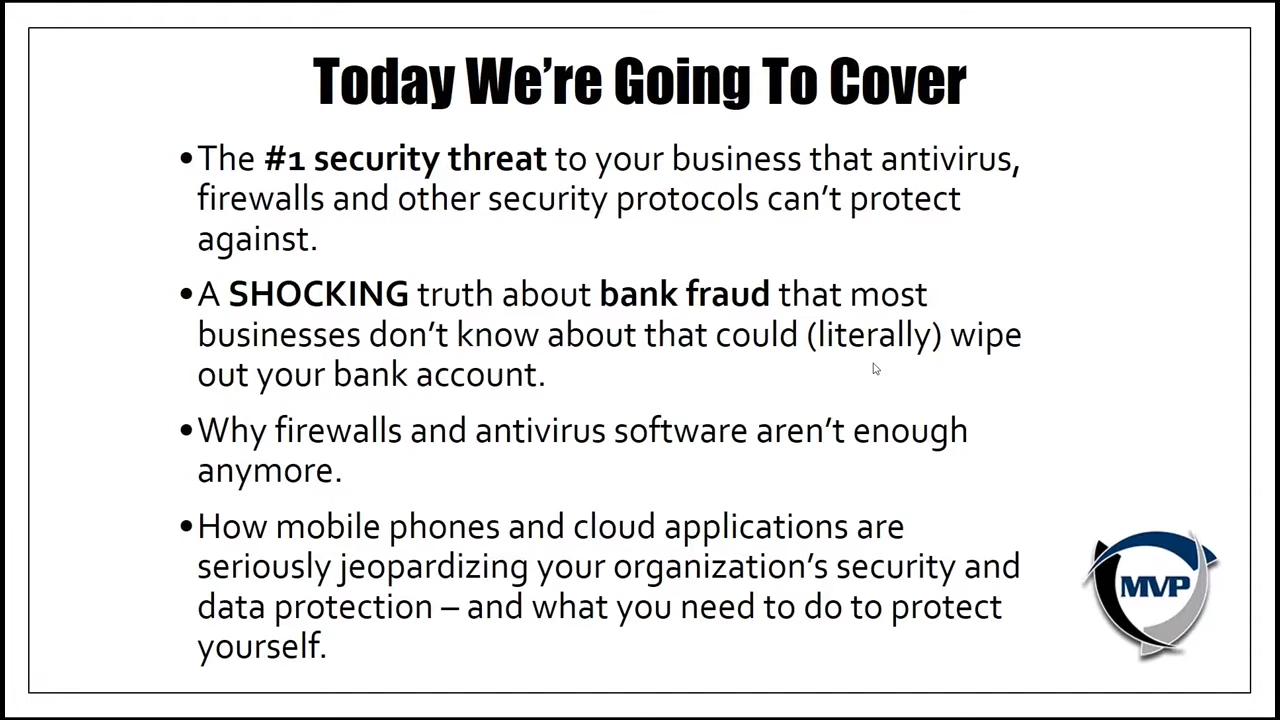 Today We’re Going To Cover
•The #1 security threat to your business that antivirus,
firewalls and other security protocols can’t protect
against.
•A SHOCKING truth about bank fraud that most
businesses don’t know about that could (literally) wipe
out your bank account.
•Why firewalls and antivirus software aren’t enough
anymore.
•How mobile phones and cloud applications are
seriously jeopardizing your organization’s security and
data protection – and what you need to do to protect
yourself.
MVP